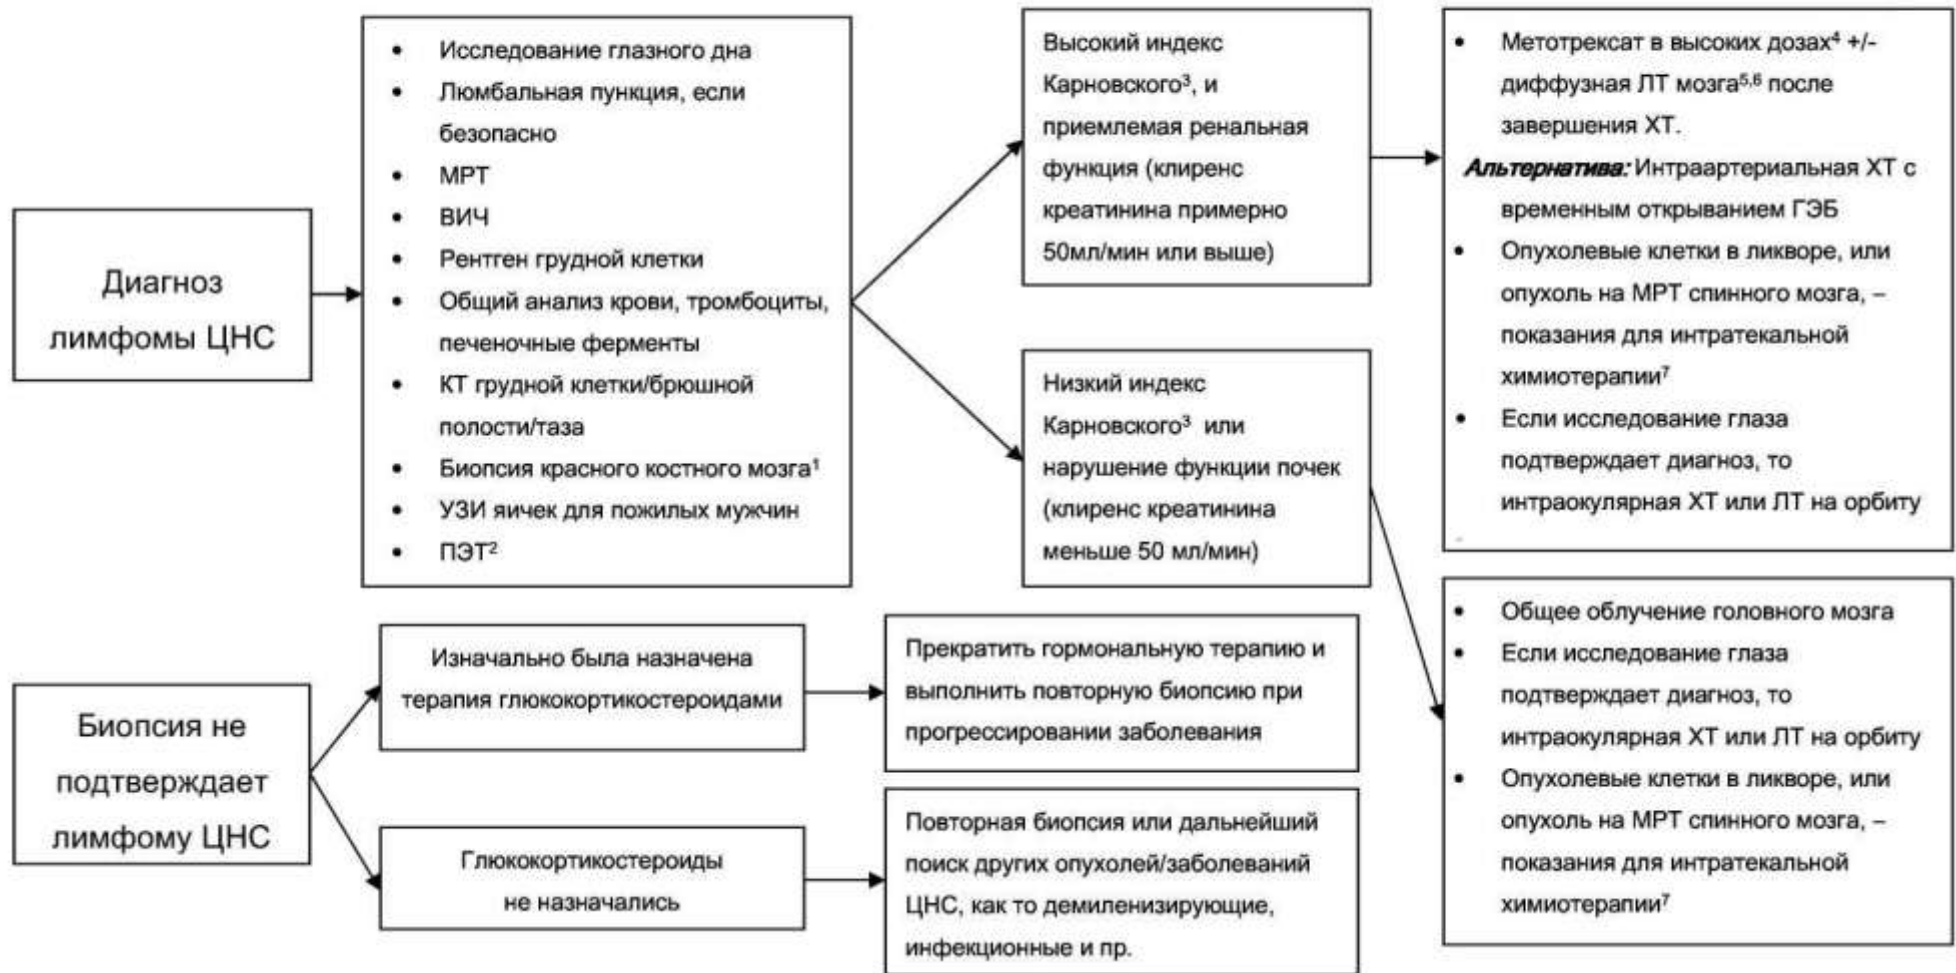 Диагноз
лимфомы ЦНС
• Исследование глазного дна
• Люмбальная пункция, если
безопасно
• МРТ
• ВИЧ
• Рентген грудной клетки
• Общий анализ крови, тромбоциты,
печеночные ферменты
• КТ грудной клетки/брюшной
полости/таза
• Биопсия красного костного мозга¹
• УЗИ яичек для пожилых мужчин
• ПЭТ²
Высокий индекс
Карновского³, и
приемлемая ренальная
функция (клиренс
креатинина примерно
50мл/мин или выше)
Низкий индекс
Карновского³ или
нарушение функции почек
(клиренс креатинина
меньше 50 мл/мин)
• Метотрексат в высоких дозах⁴ +/-
диффузная ЛТ мозга⁵,⁶ после
завершения ХТ.
Альтернатива: Интраартериальная ХТ с
временным открыванием ГЭБ
• Опухолевые клетки в ликворе, или
опухоль на МРТ спинного мозга, –
показания для интратекальной
химиотерапии⁷
• Если исследование глаза
подтверждает диагноз, то
интраокулярная ХТ или ЛТ на орбиту
• Общее облучение головного мозга
• Если исследование глаза
подтверждает диагноз, то
интраокулярная ХТ или ЛТ на орбиту
• Опухолевые клетки в ликворе, или
опухоль на МРТ спинного мозга, –
показания для интратекальной
химиотерапии⁷
Биопсия не
подтверждает
лимфому ЦНС
Изначально была назначена
терапия глюкокортикостероидами
Прекратить гормональную терапию и
выполнить повторную биопсию при
прогрессировании заболевания
Глюкокортикостероиды
не назначались
Повторная биопсия или дальнейший
поиск других опухолей/заболеваний
ЦНС, как то демиленизирующие,
инфекционные и пр.